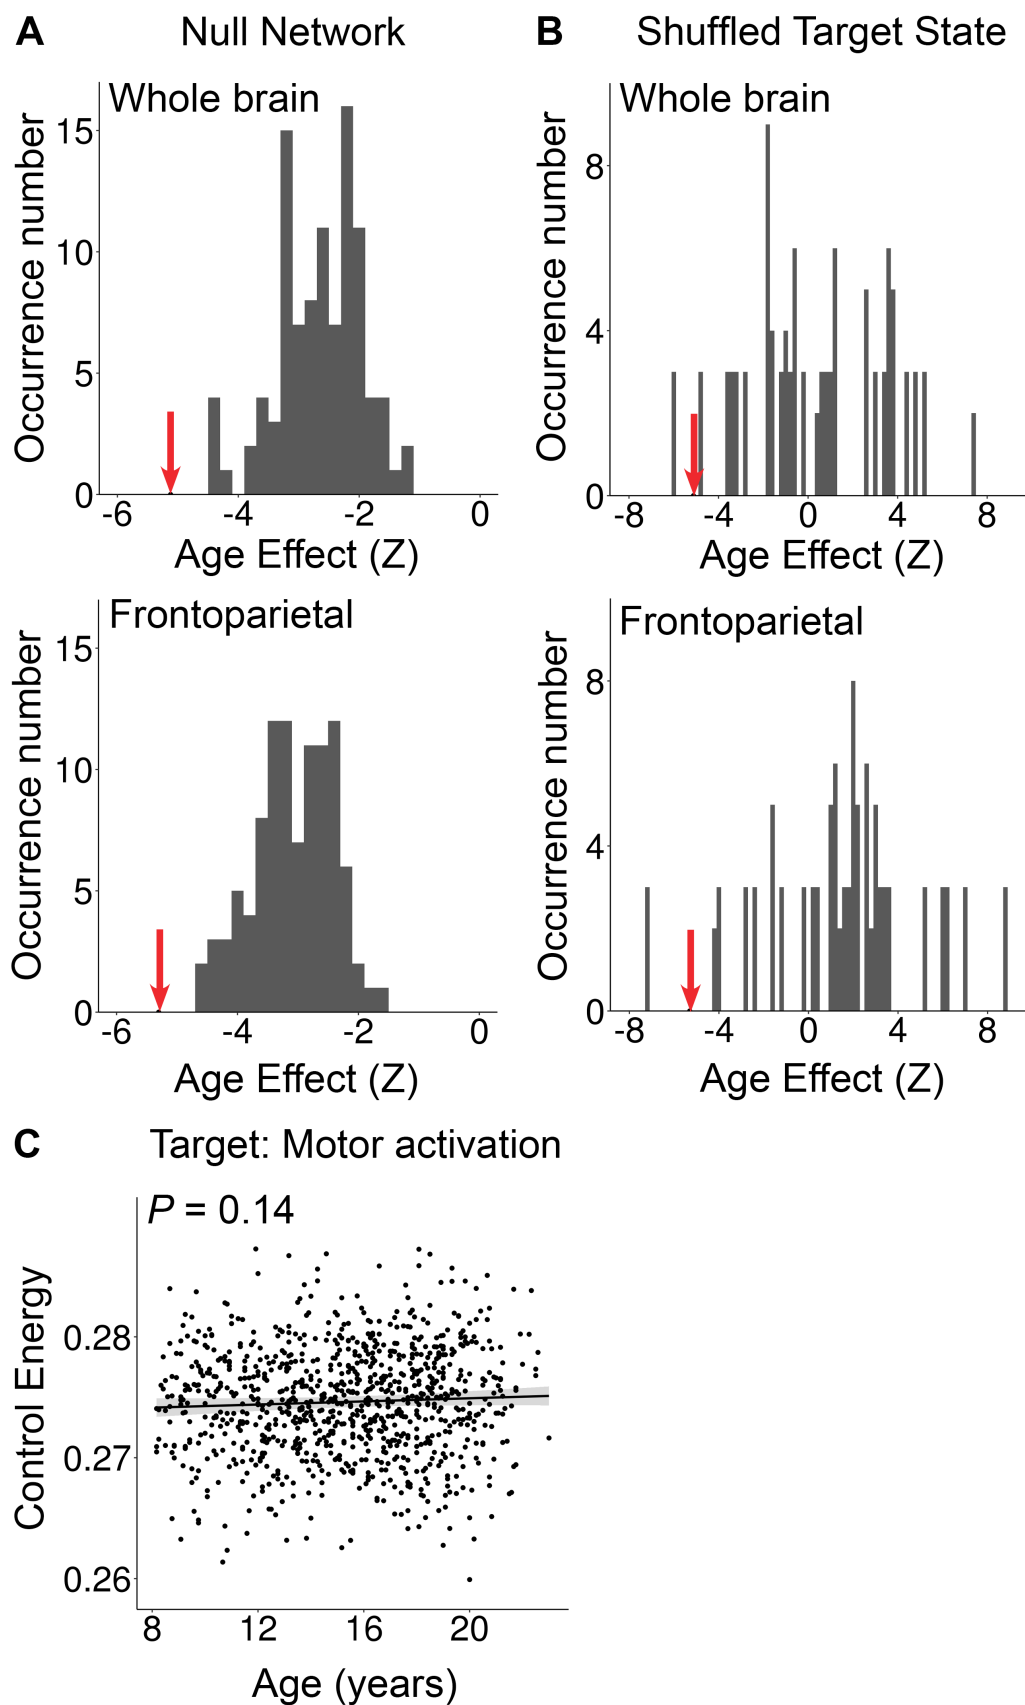 A Null Network
Whole brain
Occurrence number
15
10
5
0
-6 -4 -2 0
Age Effect (Z)
B Shuffled Target State
Whole brain
Occurrence number
8
4
0
-8 -4 0 4 8
Age Effect (Z)
Frontoparietal
Occurrence number
15
10
5
0
-6 -4 -2 0
Age Effect (Z)
Frontoparietal
Occurrence number
8
4
0
-8 -4 0 4 8
Age Effect (Z)
C Target: Motor activation
P = 0.14
Control Energy
0.28
0.27
0.26
8 12 16 20
Age (years)